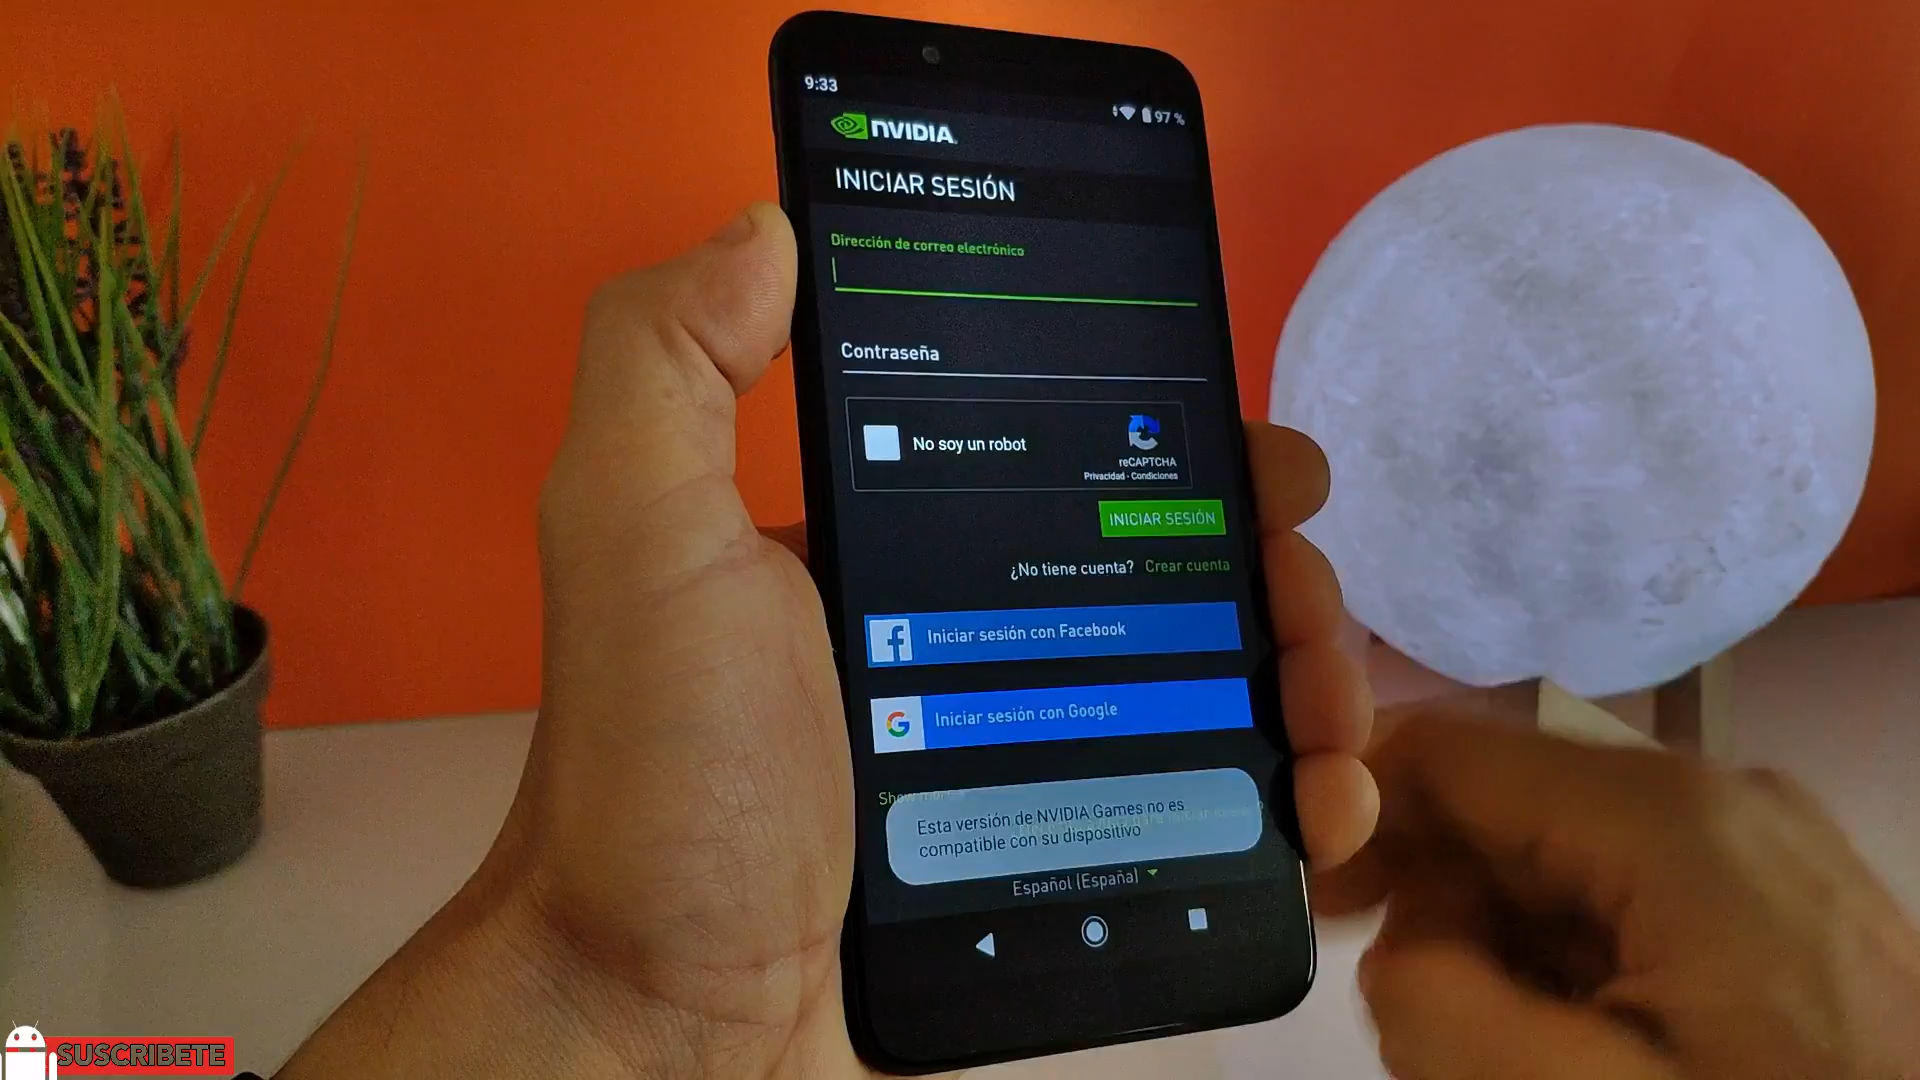 9:33
97 %
NVIDIA.
INICIAR SESIÓN
Dirección de correo electrónico
Contraseña
No soy un robot
reCAPTCHA
Privacidad - Condiciones
INICIAR SESIÓN
¿No tiene cuenta? Crear cuenta
Iniciar sesión con Facebook
Iniciar sesión con Google
Show more
Esta versión de NVIDIA Games no es
compatible con su dispositivo
Español (España)
SUSCRIBETE